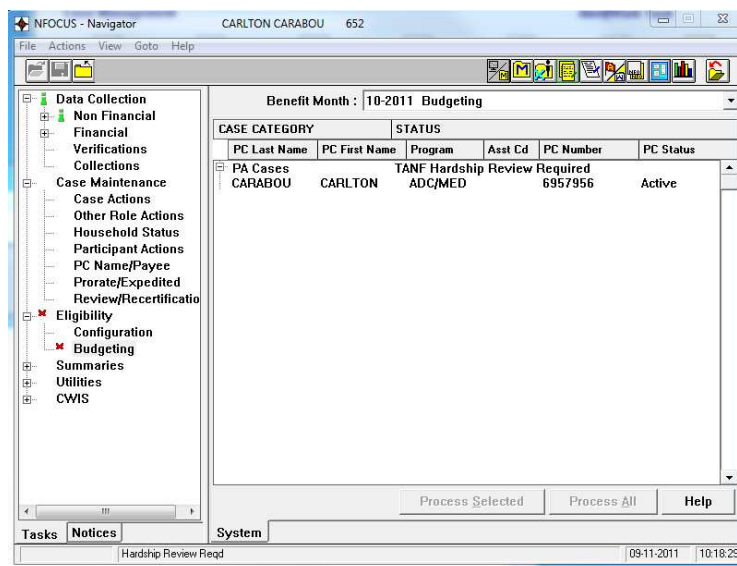 NFOCUS - Navigator CARLTON CARABOU 652
File Actions View Goto Help
Benefit Month : 10-2011 Budgeting
CASE CATEGORY STATUS
PC Last Name PC First Name Program Asst Cd PC Number PC Status
PA Cases TANF Hardship Review Required
CARABOU CARLTON ADC/MED 6957956 Active
Data Collection
Non Financial
Financial
Verifications
Collections
Case Maintenance
Case Actions
Other Role Actions
Household Status
Participant Actions
PC Name/Payee
Prorate/Expedited
Review/Recertificatio
Eligibility
Configuration
Budgeting
Summaries
Utilities
CWIS
Process Selected Process All Help
Tasks Notices System
Hardship Review Reqd 09-11-2011 10:18:29